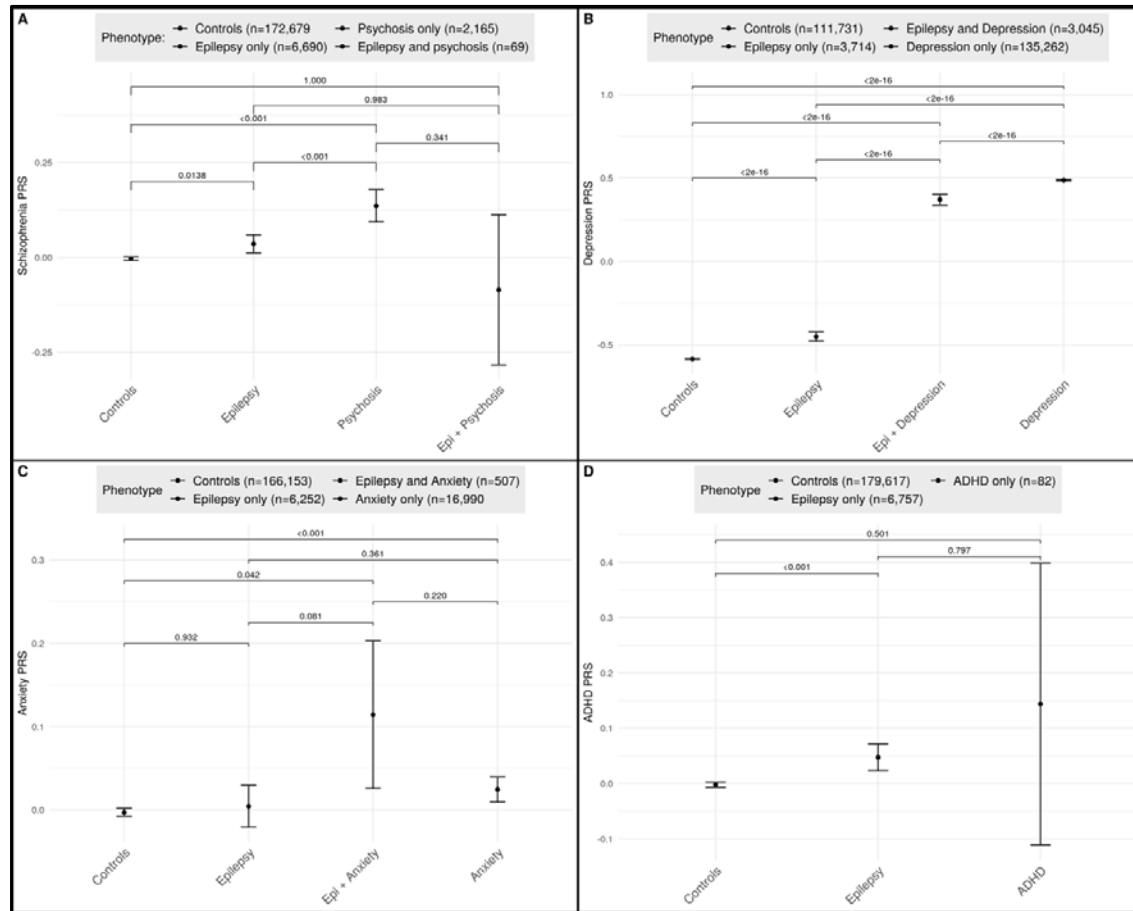 A
Phenotype:
Controls (n=172,679
Psychosis only (n=2,165)
Epilepsy only (n=6,690)
Epilepsy and psychosis (n=69)
1.000
0.983
<0.001
0.341
<0.001
0.0138
0.25
0.00
-0.25
Schizophrenia PRS
Controls
Epilepsy
Psychosis
Epi + Psychosis
B
Phenotype
Controls (n=111,731)
Epilepsy and Depression (n=3,045)
Epilepsy only (n=3,714)
Depression only (n=135,262)
<2e-16
<2e-16
<2e-16
<2e-16
<2e-16
<2e-16
1.0
0.5
0.0
-0.5
Depression PRS
Controls
Epilepsy
Epi + Depression
Depression
C
Phenotype
Controls (n=166,153)
Epilepsy and Anxiety (n=507)
Epilepsy only (n=6,252)
Anxiety only (n=16,990
<0.001
0.361
0.042
0.220
0.081
0.932
0.3
0.2
0.1
0.0
Anxiety PRS
Controls
Epilepsy
Epi + Anxiety
Anxiety
D
Phenotype
Controls (n=179,617)
ADHD only (n=82)
Epilepsy only (n=6,757)
0.501
0.797
<0.001
0.4
0.3
0.2
0.1
0.0
-0.1
ADHD PRS
Controls
Epilepsy
ADHD